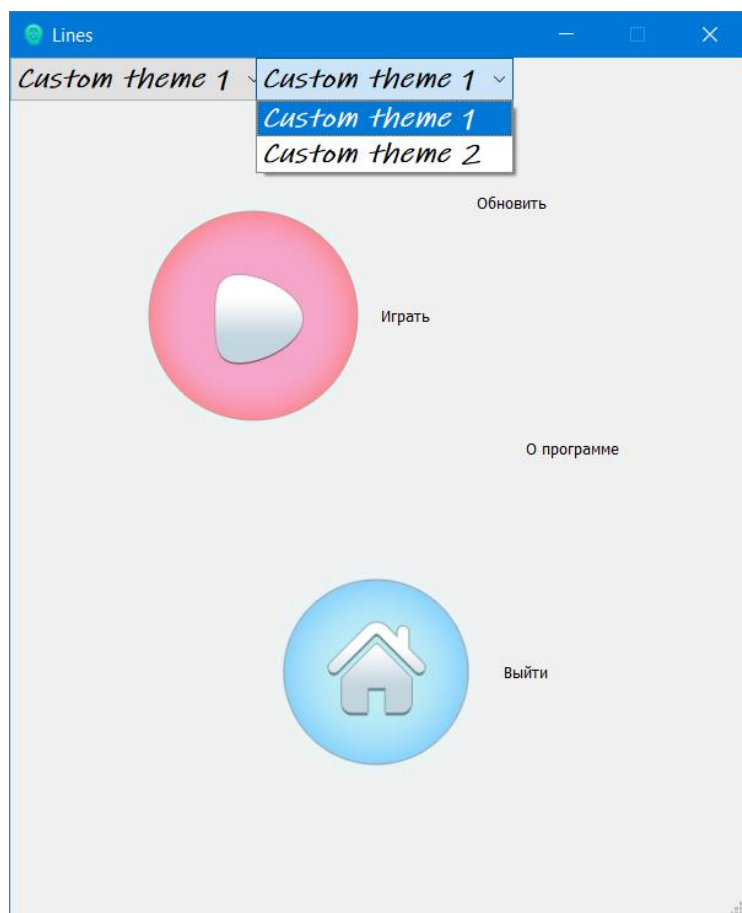 Lines
Custom theme 1 Custom theme 1
Custom theme 1
Custom theme 2
Обновить
Играть
О программе
Выйти